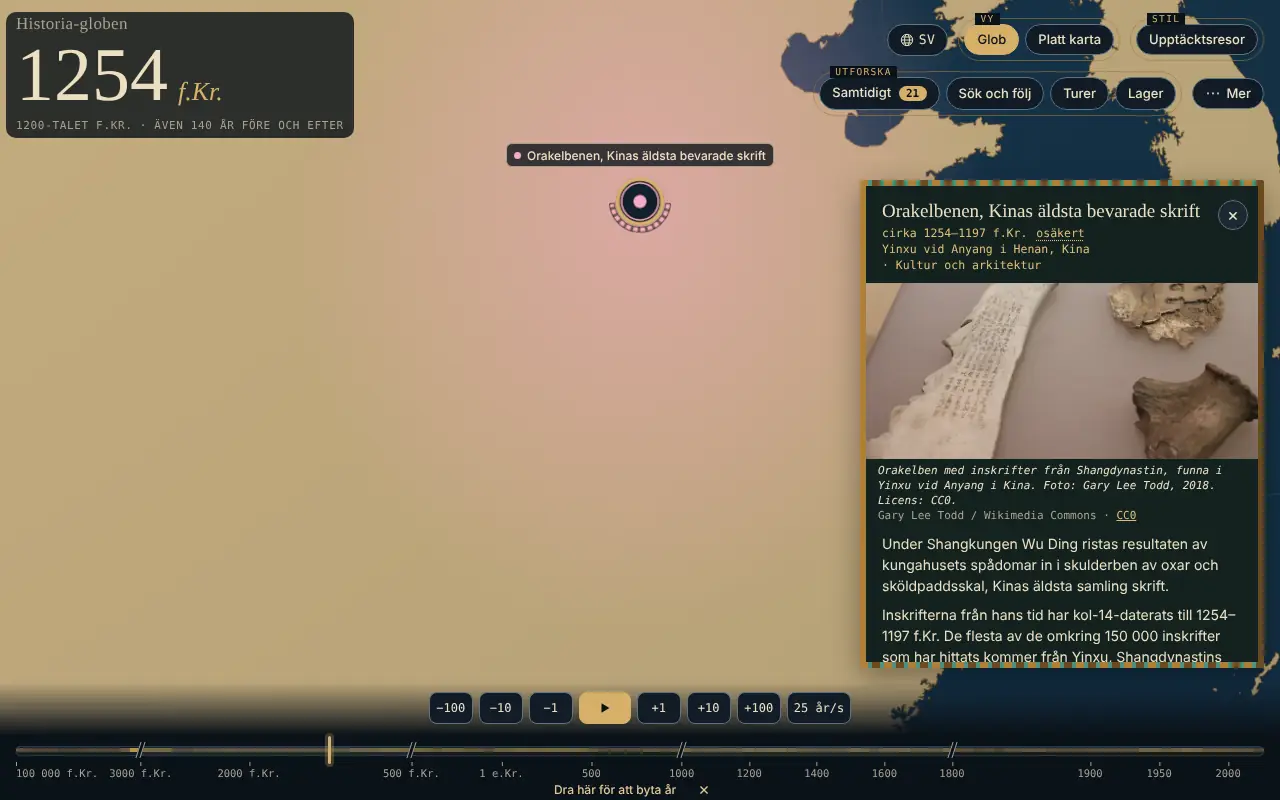 Historia-globen
1254 f.Kr.
1200-TALET F.KR. · ÄVEN 140 ÅR FÖRE OCH EFTER
SV
VY
Glob
Platt karta
STIL
Upptäcktsresor
UTFORSKA
Samtidigt 21
Sök och följ
Turer
Lager
··· Mer
Orakelbenen, Kinas äldsta bevarade skrift
Orakelbenen, Kinas äldsta bevarade skrift
×
cirka 1254–1197 f.Kr. osäkert
Yinxu vid Anyang i Henan, Kina
· Kultur och arkitektur
Orakelben med inskrifter från Shangdynastin, funna i
Yinxu vid Anyang i Kina. Foto: Gary Lee Todd, 2018.
Licens: CC0.
Gary Lee Todd / Wikimedia Commons · CC0
Under Shangkungen Wu Ding ristas resultaten av
kungahusets spådomar in i skulderben av oxar och
sköldpaddsskal, Kinas äldsta samling skrift.
Inskrifterna från hans tid har kol-14-daterats till 1254–
1197 f.Kr. De flesta av de omkring 150 000 inskrifter
som har hittats kommer från Yinxu, Shangdynastins
−100 −10 −1 +1 +10 +100 25 år/s
100 000 f.Kr. 3000 f.Kr. 2000 f.Kr. 500 f.Kr. 1 e.Kr. 500 1000 1200 1400 1600 1800 1900 1950 2000
Dra här för att byta år ×